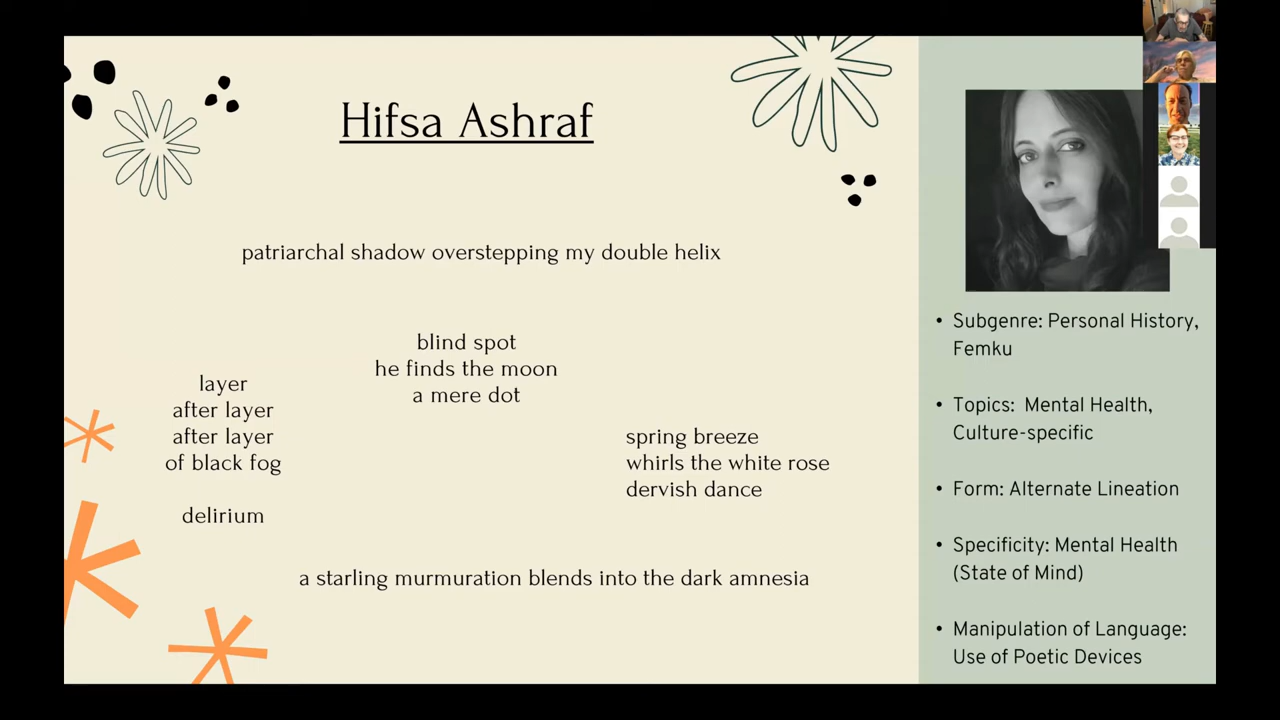 Hifsa Ashraf
patriarchal shadow overstepping my double helix
blind spot
he finds the moon
a mere dot
layer
after layer
after layer
of black fog
delirium
spring breeze
whirls the white rose
dervish dance
a starling murmuration blends into the dark amnesia
• Subgenre: Personal History,
Femku
• Topics: Mental Health,
Culture-specific
• Form: Alternate Lineation
• Specificity: Mental Health
(State of Mind)
• Manipulation of Language:
Use of Poetic Devices